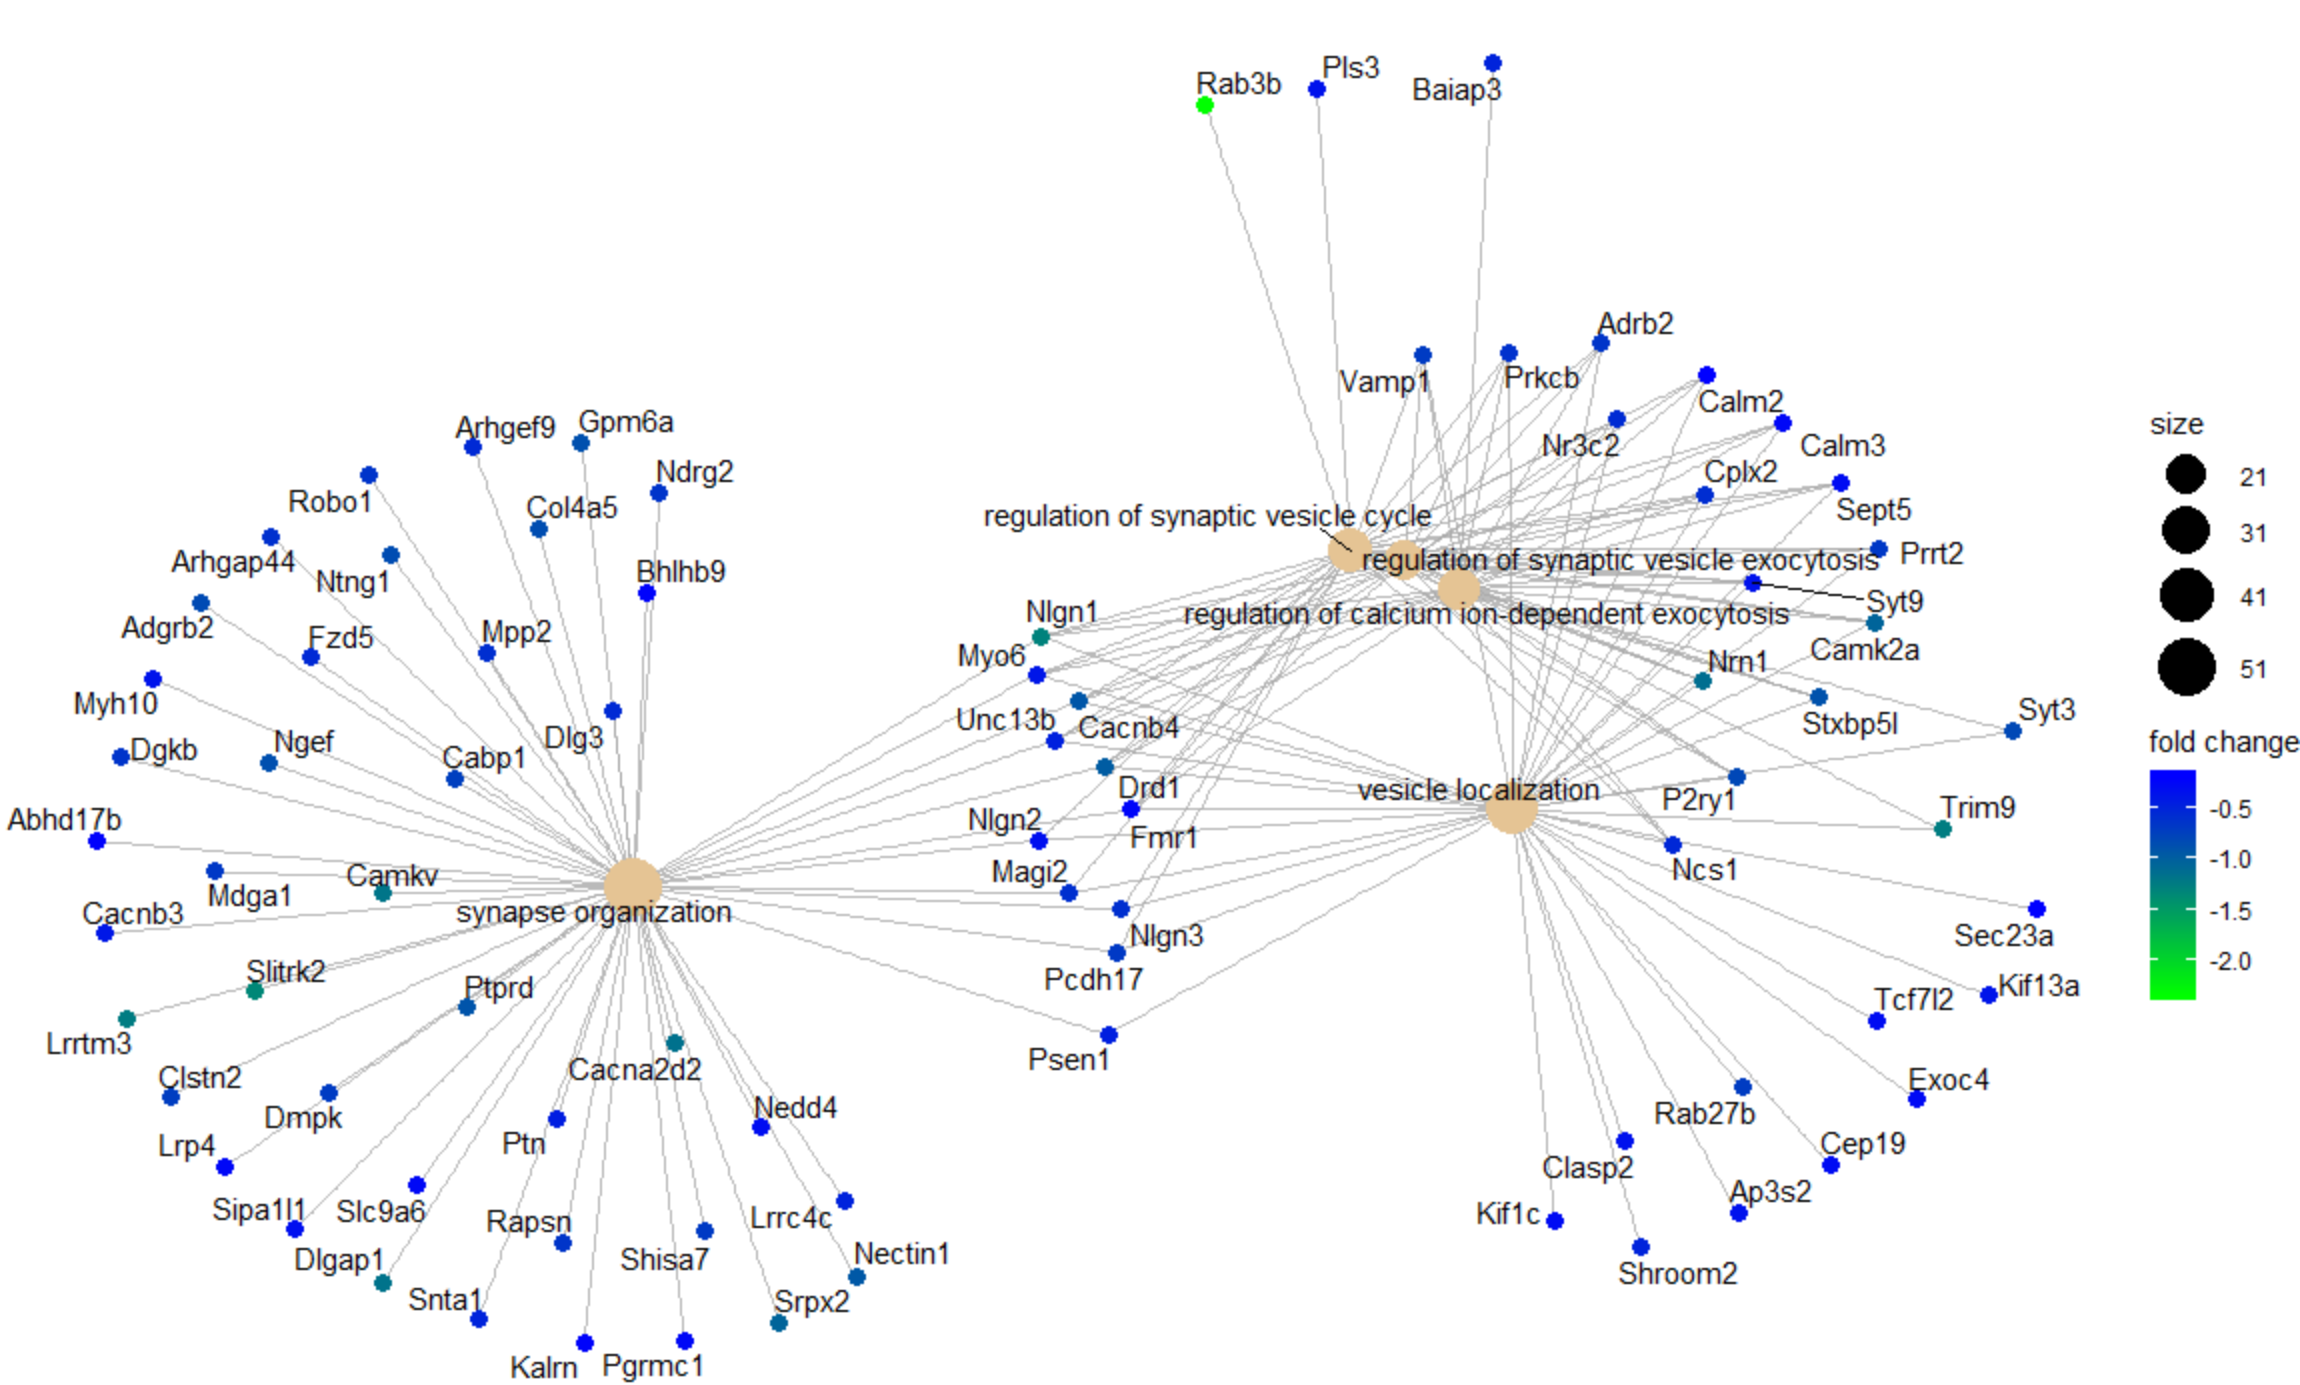 Rab3b
Pls3
Baiap3
Adrb2
Vamp1
Prkcb
Calm2
Nr3c2
Calm3
Cplx2
Sept5
regulation of synaptic vesicle cycle
regulation of synaptic vesicle exocytosis
Prrt2
Syt9
regulation of calcium ion-dependent exocytosis
Camk2a
Nrn1
Stxbp5l
Syt3
P2ry1
Trim9
vesicle localization
Ncs1
Sec23a
Kif13a
Tcf7l2
Exoc4
Rab27b
Cep19
Clasp2
Ap3s2
Kif1c
Shroom2
Nlgn1
Myo6
Unc13b
Cacnb4
Drd1
Nlgn2
Fmr1
Magi2
Nlgn3
Pcdh17
Psen1
Arhgef9
Gpm6a
Ndrg2
Robo1
Col4a5
Arhgap44
Ntng1
Bhlhb9
Adgrb2
Fzd5
Mpp2
Myh10
Dlg3
Dgkb
Ngef
Cabp1
Abhd17b
Mdga1
Camkv
Cacnb3
synapse organization
Slitrk2
Ptprd
Lrrtm3
Clstn2
Cacna2d2
Dmpk
Nedd4
Lrp4
Ptn
Sipa1l1
Slc9a6
Rapsn
Lrrc4c
Dlgap1
Shisa7
Nectin1
Snta1
Srpx2
Kalrn
Pgrmc1
size
21
31
41
51
fold change
-0.5
-1.0
-1.5
-2.0